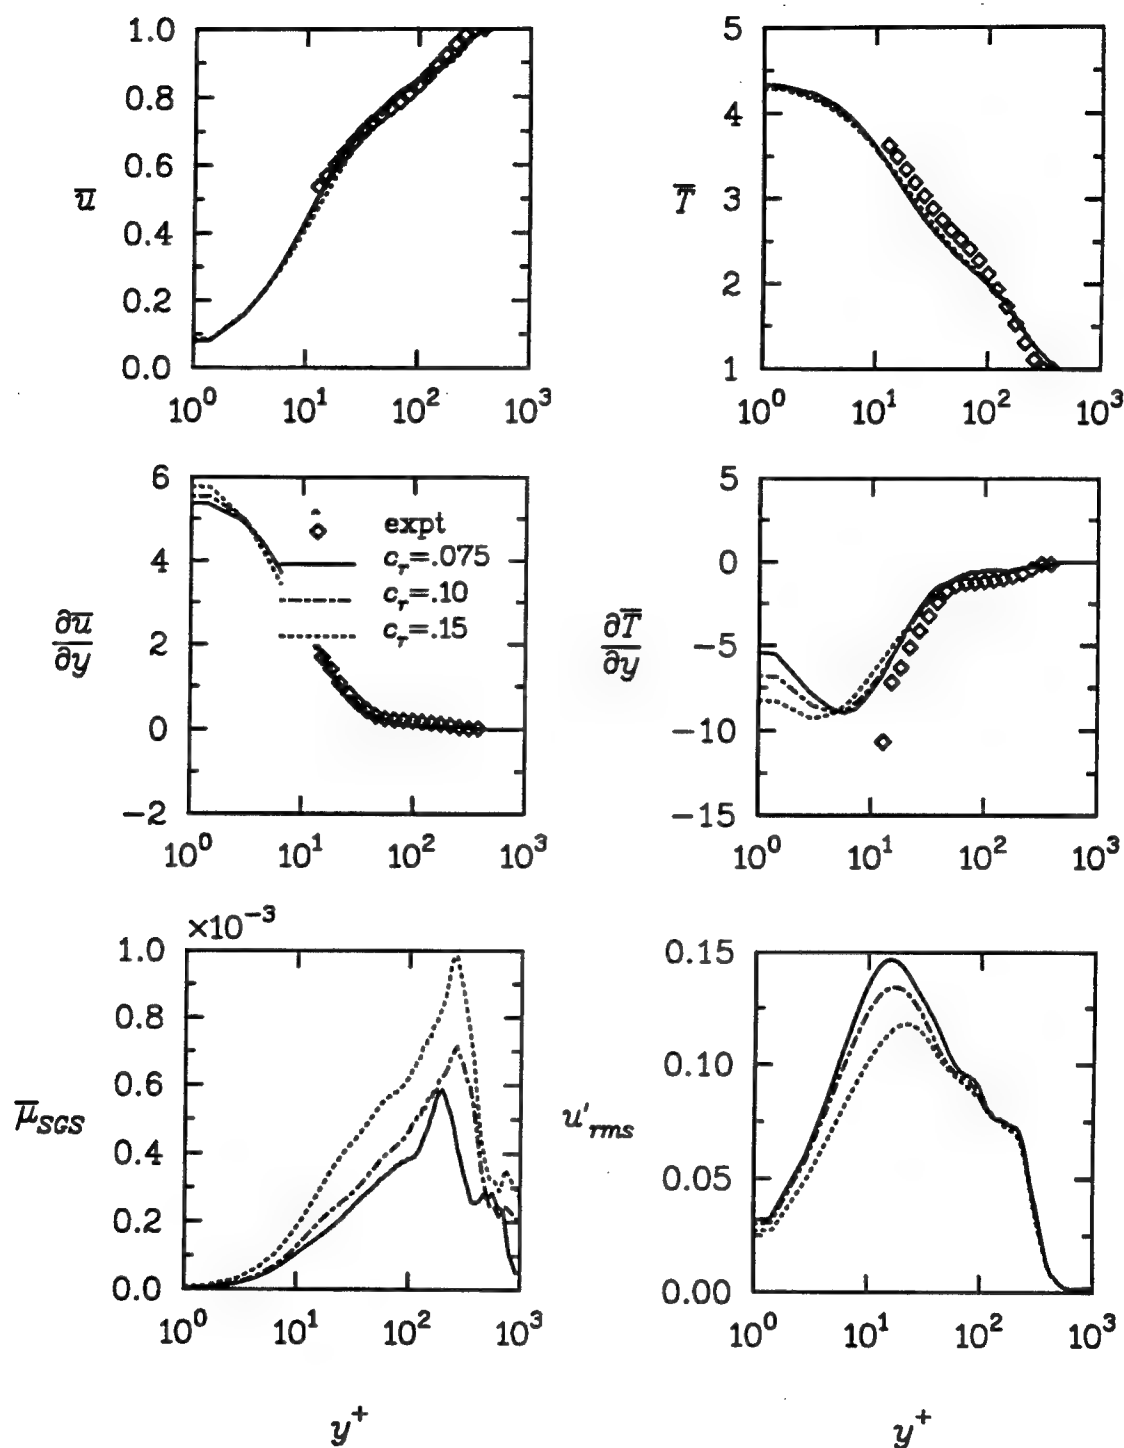 1.0
0.8
0.6
0.4
0.2
0.0
u̅
10⁰ 10¹ 10² 10³
5
4
3
2
1
T̅
10⁰ 10¹ 10² 10³
6
4
2
0
−2
∂u̅/∂y
expt
c_r=.075
c_r=.10
c_r=.15
10⁰ 10¹ 10² 10³
5
0
−5
−10
−15
∂T̅/∂y
10⁰ 10¹ 10² 10³
×10⁻³
1.0
0.8
0.6
0.4
0.2
0.0
μ̅_SGS
10⁰ 10¹ 10² 10³
y⁺
0.15
0.10
0.05
0.00
u′_rms
10⁰ 10¹ 10² 10³
y⁺